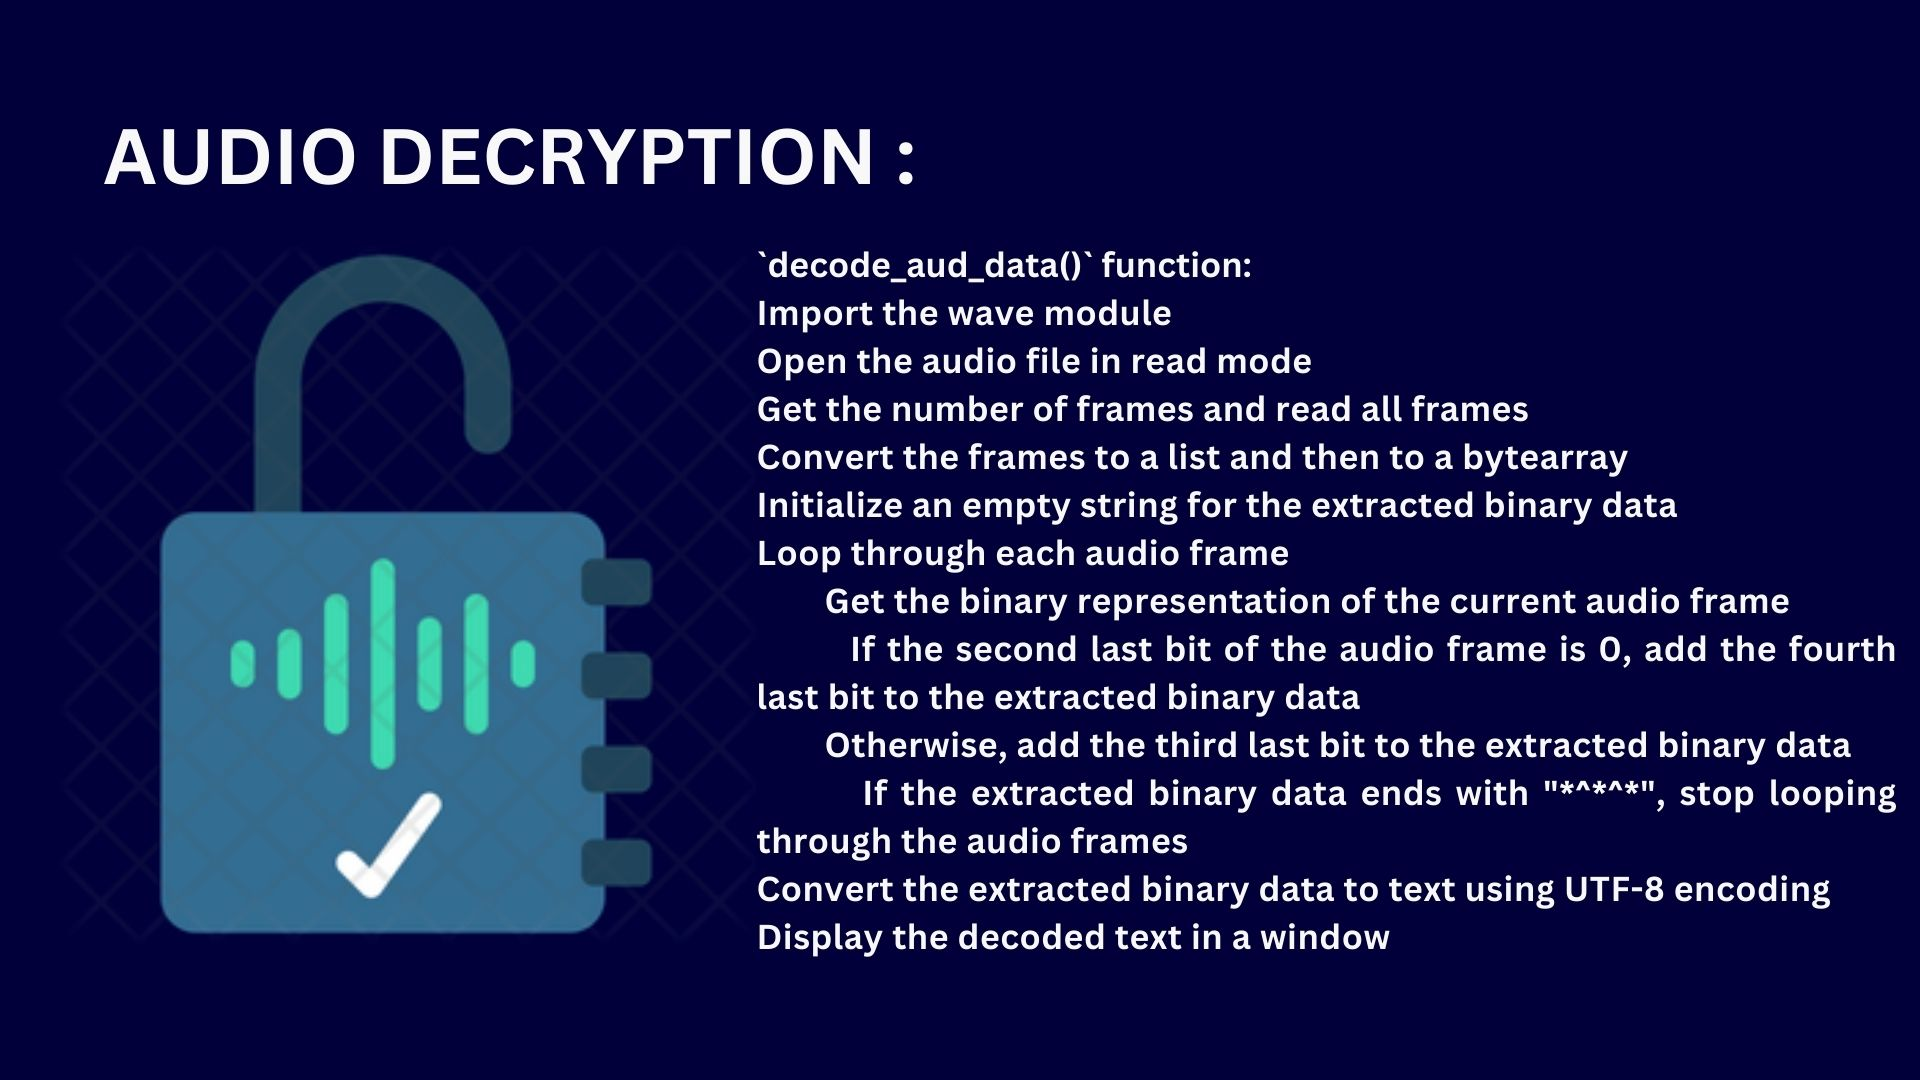 AUDIO DECRYPTION :
`decode_aud_data()` function:
Import the wave module
Open the audio file in read mode
Get the number of frames and read all frames
Convert the frames to a list and then to a bytearray
Initialize an empty string for the extracted binary data
Loop through each audio frame
Get the binary representation of the current audio frame
If the second last bit of the audio frame is 0, add the fourth
last bit to the extracted binary data
Otherwise, add the third last bit to the extracted binary data
If the extracted binary data ends with "*^*^*", stop looping
through the audio frames
Convert the extracted binary data to text using UTF-8 encoding
Display the decoded text in a window